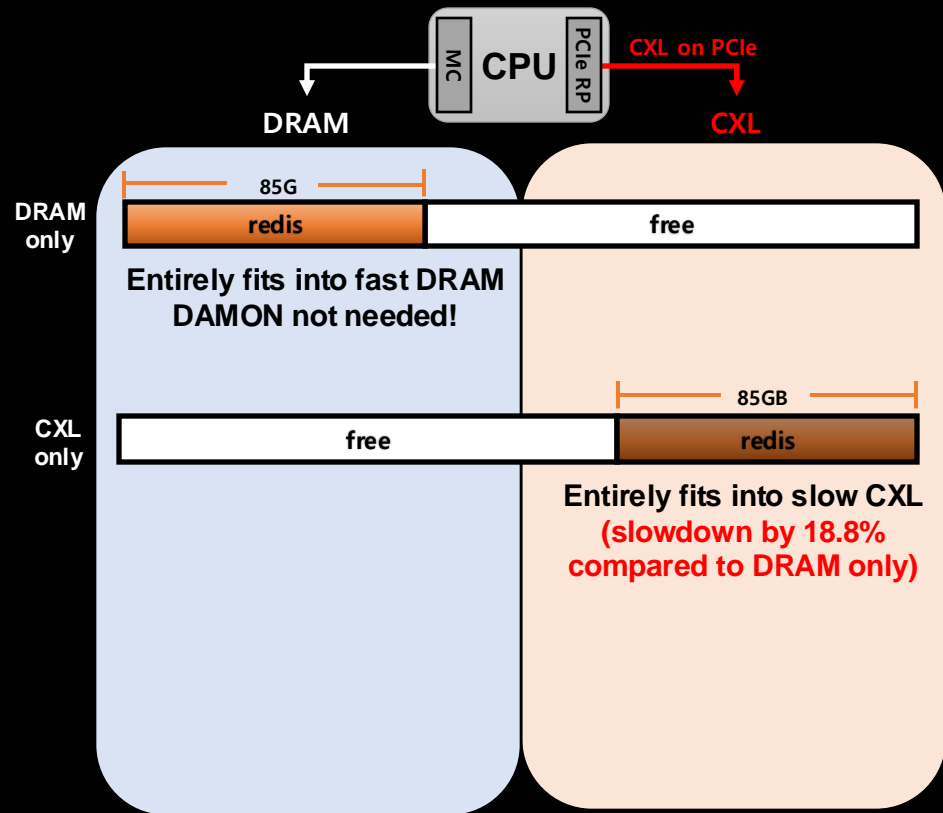 MC
CPU
PCIe RP
CXL on PCIe
DRAM
CXL
85G
DRAM
only
redis
free
Entirely fits into fast DRAM
DAMON not needed!
85GB
CXL
only
free
redis
Entirely fits into slow CXL
(slowdown by 18.8%
compared to DRAM only)